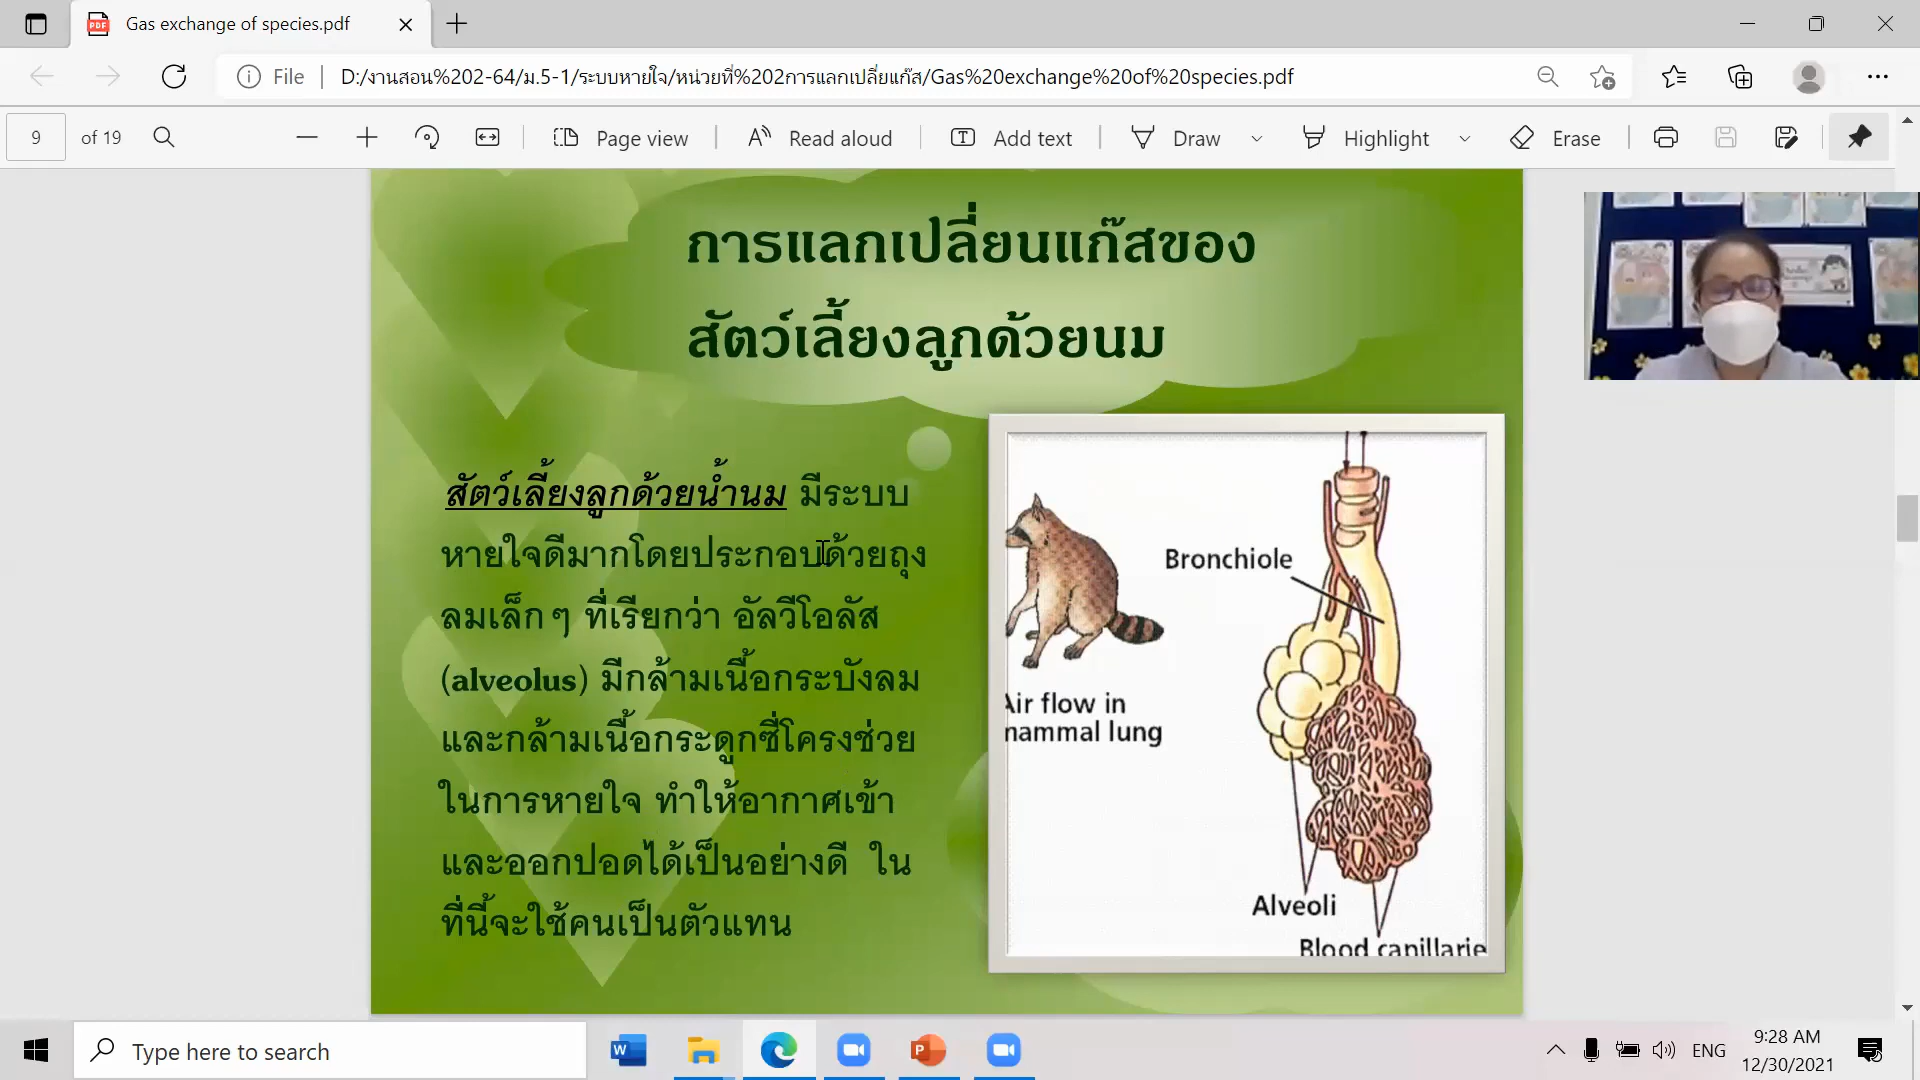 Gas exchange of species.pdf
File
D:/งานสอน%202-64/ม.5-1/ระบบหายใจ/หน่วยที่%202การแลกเปลี่ยแก๊ส/Gas%20exchange%20of%20species.pdf
9 of 19
Page view
Read aloud
Add text
Draw
Highlight
Erase
การแลกเปลี่ยนแก๊สของ
สัตว์เลี้ยงลูกด้วยนม
สัตว์เลี้ยงลูกด้วยน้ำนม มีระบบ
หายใจดีมากโดยประกอบด้วยถุง
ลมเล็กๆ ที่เรียกว่า อัลวีโอลัส
(alveolus) มีกล้ามเนื้อกระบังลม
และกล้ามเนื้อกระดูกซี่โครงช่วย
ในการหายใจ ทำให้อากาศเข้า
และออกปอดได้เป็นอย่างดี ใน
ที่นี้จะใช้คนเป็นตัวแทน
Bronchiole
Air flow in
mammal lung
Alveoli
Blood capillarie
Type here to search
ENG
9:28 AM
12/30/2021